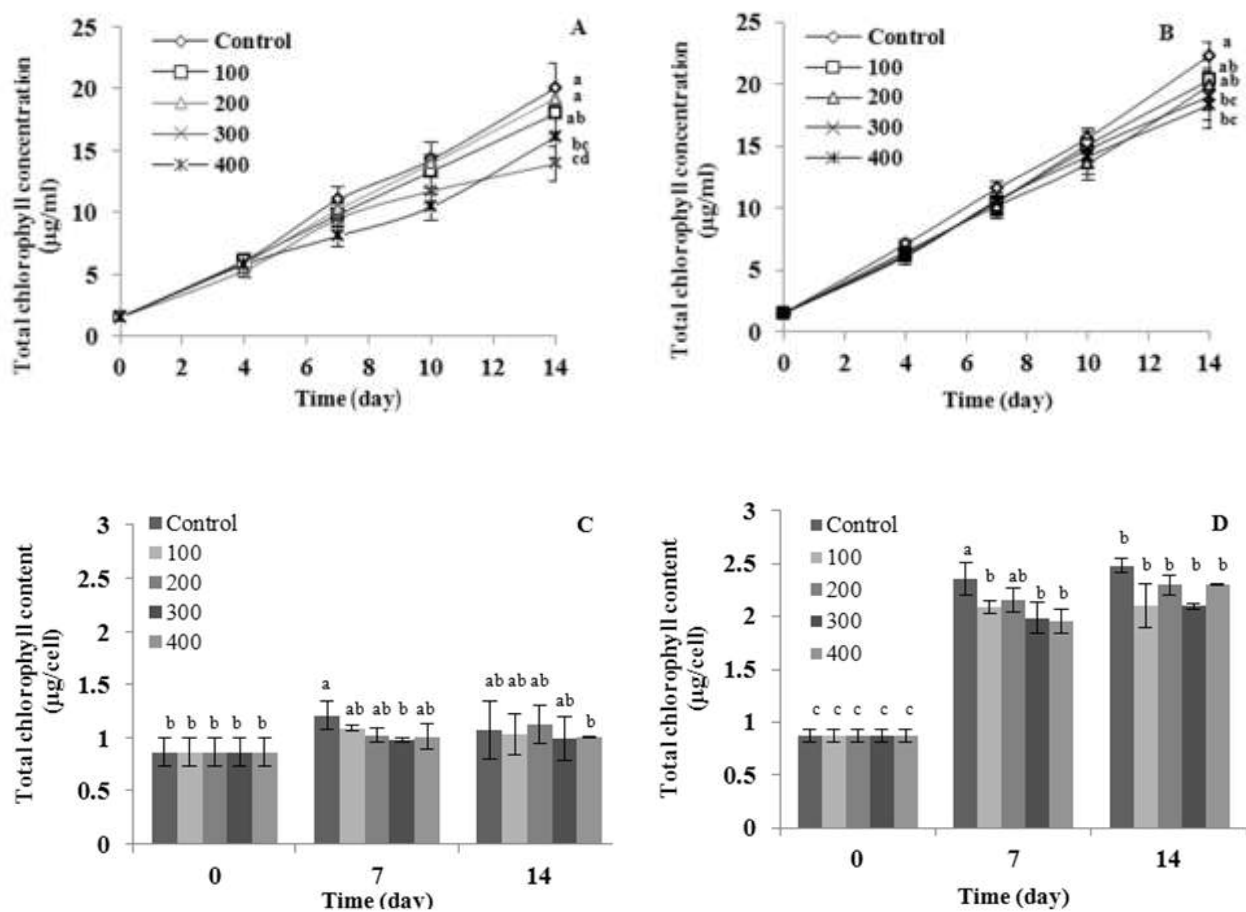 A
Total chlorophyll concentration
(µg/ml)
25
20
15
10
5
0
Control
100
200
300
400
a
a
ab
bc
cd
0 2 4 6 8 10 12 14
Time (day)
B
Total chlorophyll concentration
(µg/ml)
25
20
15
10
5
0
Control
100
200
300
400
a
ab
ab
bc
bc
0 2 4 6 8 10 12 14
Time (day)
C
Total chlorophyll content
(µg/cell)
3
2.5
2
1.5
1
0.5
0
Control
100
200
300
400
b b b b b
a ab ab b ab
ab ab ab ab b
0 7 14
Time (day)
D
Total chlorophyll content
(µg/cell)
3
2.5
2
1.5
1
0.5
0
Control
100
200
300
400
c c c c c
a b ab b b
b b b b b
0 7 14
Time (day)